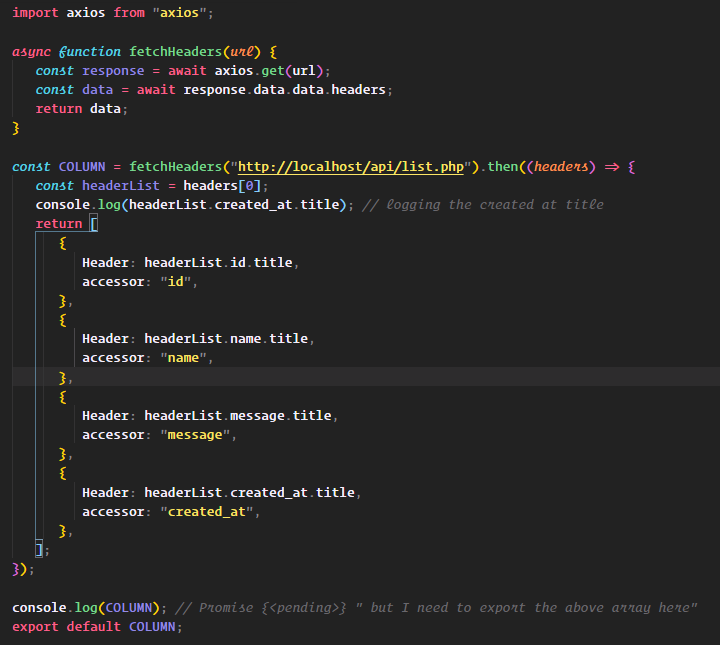 import axios from "axios";
async function fetchHeaders(url) {
const response = await axios.get(url);
const data = await response.data.data.headers;
return data;
}
const COLUMN = fetchHeaders("http://localhost/api/list.php").then((headers) => {
const headerList = headers[0];
console.log(headerList.created_at.title); // logging the created at title
return [
{
Header: headerList.id.title,
accessor: "id",
},
{
Header: headerList.name.title,
accessor: "name",
},
{
Header: headerList.message.title,
accessor: "message",
},
{
Header: headerList.created_at.title,
accessor: "created_at",
},
];
});
console.log(COLUMN); // Promise {<pending>} " but I need to export the above array here"
export default COLUMN;